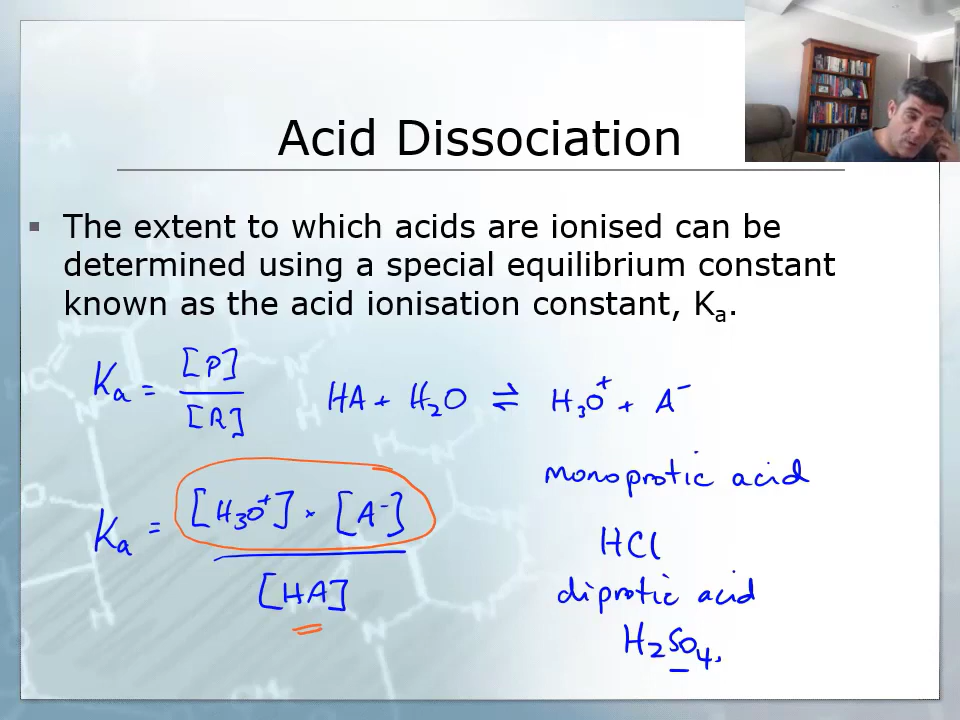 Acid Dissociation
▪ The extent to which acids are ionised can be
determined using a special equilibrium constant
known as the acid ionisation constant, Kₐ.
Kₐ = [P] / [R]
HA + H₂O ⇌ H₃O⁺ + A⁻
monoprotic acid
Kₐ = [H₃O⁺] × [A⁻] / [HA]
HCl
diprotic acid
H₂SO₄